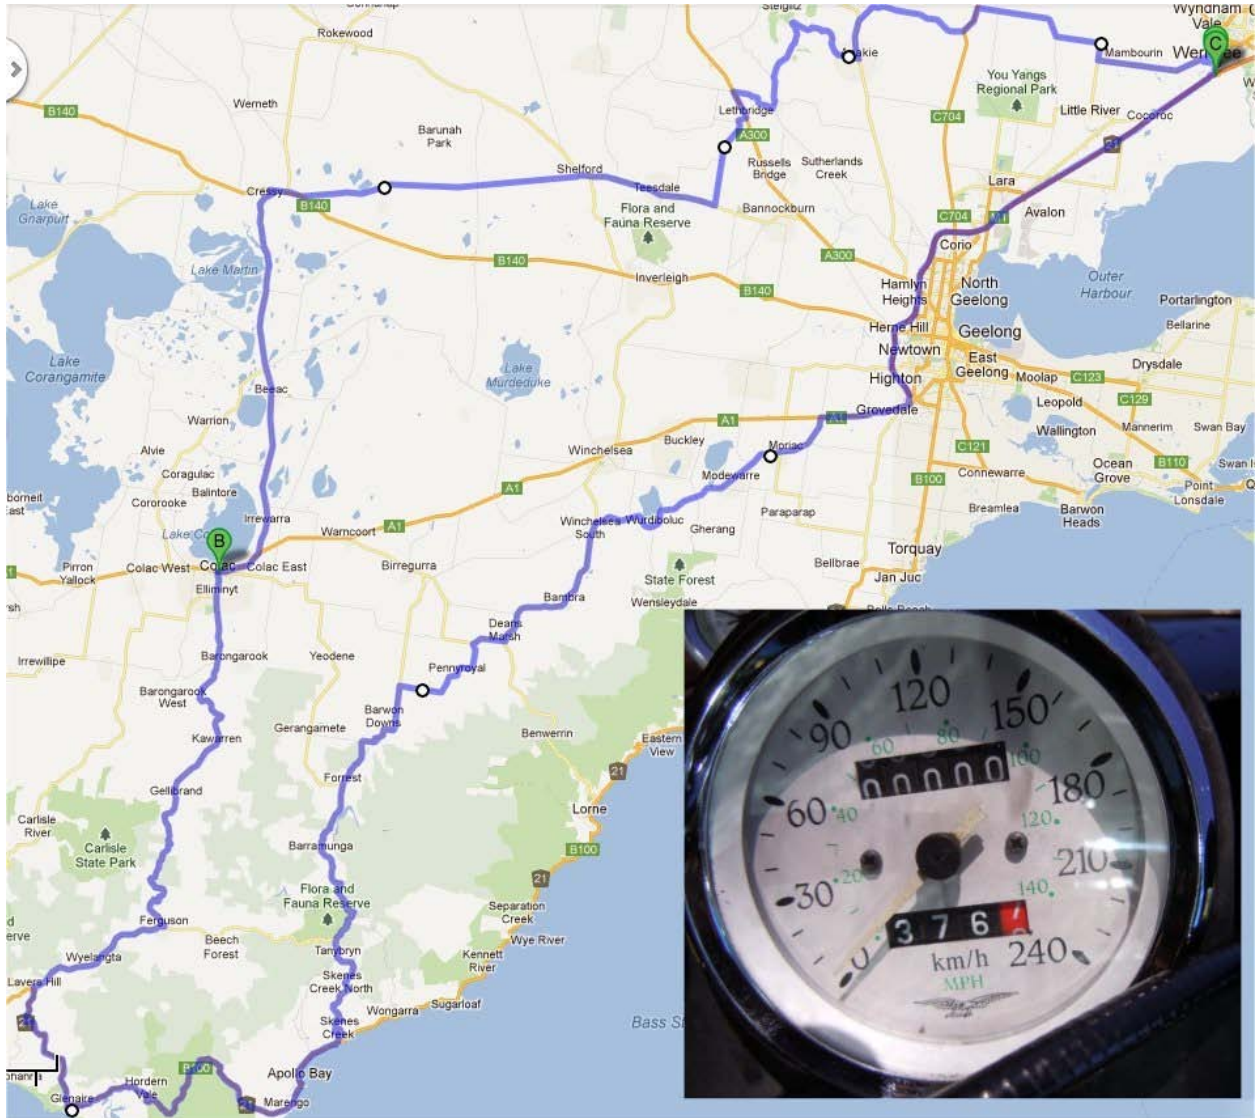 Rokewood
Steiglitz
Wyndham
Vale
Mambourin
C
You Yangs
Regional Park
B140
Werneth
Lethbridge
C704
Little River
Cocoroc
Barunah
Park
A300
21
Shelford
Russells
Bridge
Sutherlands
Creek
Cressy
Teesdale
Lara
B140
Flora and
Fauna Reserve
Bannockburn
C704
M1
Avalon
Lake
Gnarpurt
Corio
Lake Martin
B140
A300
Outer
Harbour
Inverleigh
B140
Hamlyn
Heights
North
Geelong
Portarlington
Herne Hill
Geelong
Bellarine
Lake
Corangamite
Lake
Murdeduke
Newtown
East
Geelong
Drysdale
Highton
Moolap
C123
Beeac
Grovedale
Leopold
C129
Warrion
A1
A1
Wallington
Mannerim
Swan Bay
Alvie
Buckley
Moriac
C121
Winchelsea
Coragulac
Modewarre
B110
Balintore
Connewarre
Ocean
Grove
Cororooke
A1
B100
Point
Lonsdale
Irrewarra
Winchelsea
South
Wurdiboluc
Paraparap
Breamlea
Barwon
Heads
B
A1
Warncoort
Gherang
Torquay
Pirron
Yallock
Colac West
Colac
Colac East
Birregurra
State Forest
Bellbrae
Jan Juc
Elliminyt
Bambra
Wensleydale
Deans
Marsh
Irrewillipe
Barongarook
Yeodene
Pennyroyal
Barongarook
West
Barwon
Downs
Gerangamete
Kawarren
Benwerrin
Eastern
View
Forrest
21
Gellibrand
Lorne
Carlisle
River
Carlisle
State Park
Barramunga
B100
Flora and
Fauna Reserve
21
Separation
Creek
Ferguson
Wye River
Beech
Forest
Tanybryn
Wyelangta
Kennett
River
Lavers Hill
Skenes
Creek North
Sugarloaf
Wongarra
21
Skenes
Creek
Bass
B100
Apollo Bay
Hordern
Vale
Glenaire
Marengo
21
0 30 60 90 120 150 180 210 240
20 40 60 80 100 120 140
00000
376
km/h
MPH